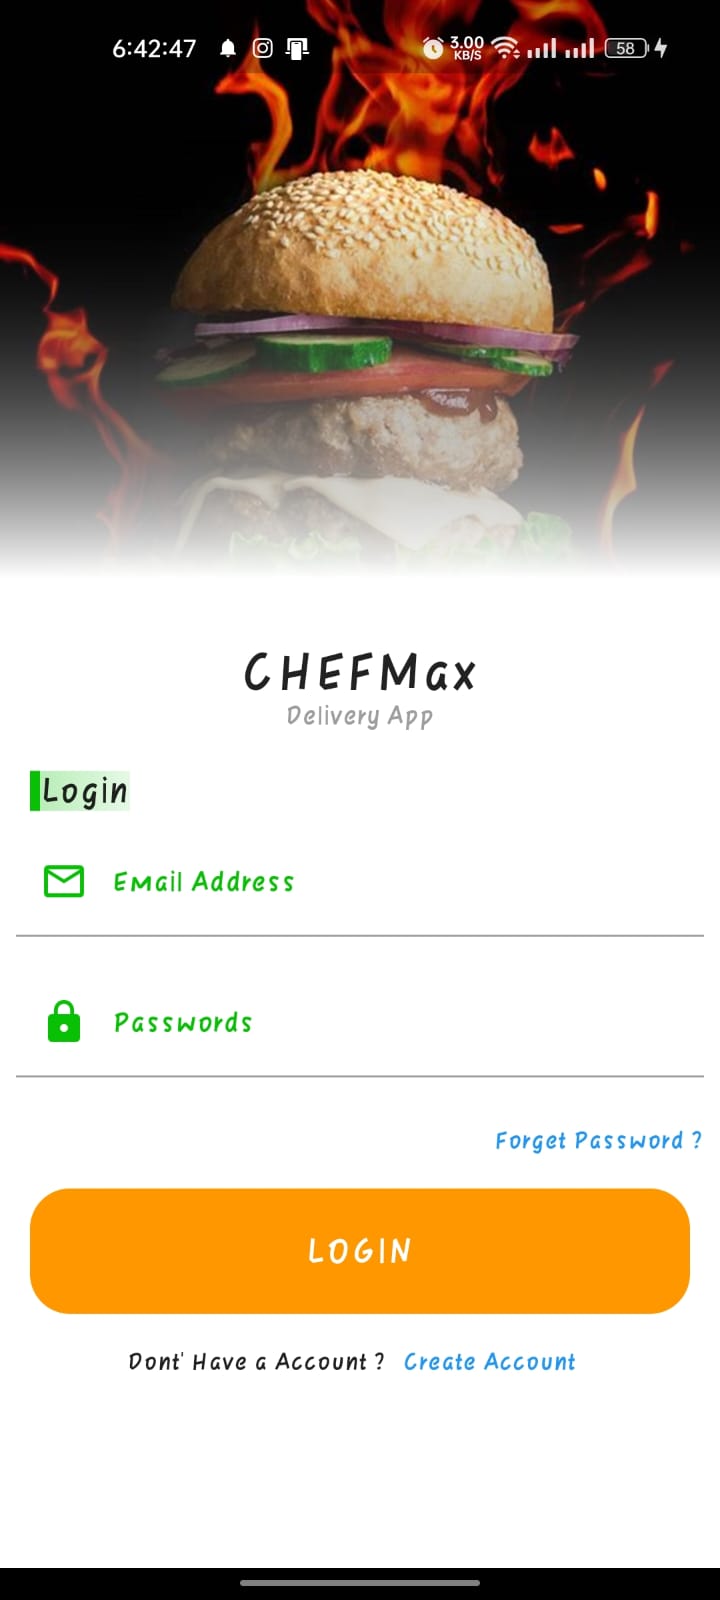 6:42:47 3.00 58
KB/S
CHEFMax
Delivery App
Login
Email Address
Passwords
Forget Password ?
LOGIN
Dont' Have a Account ? Create Account